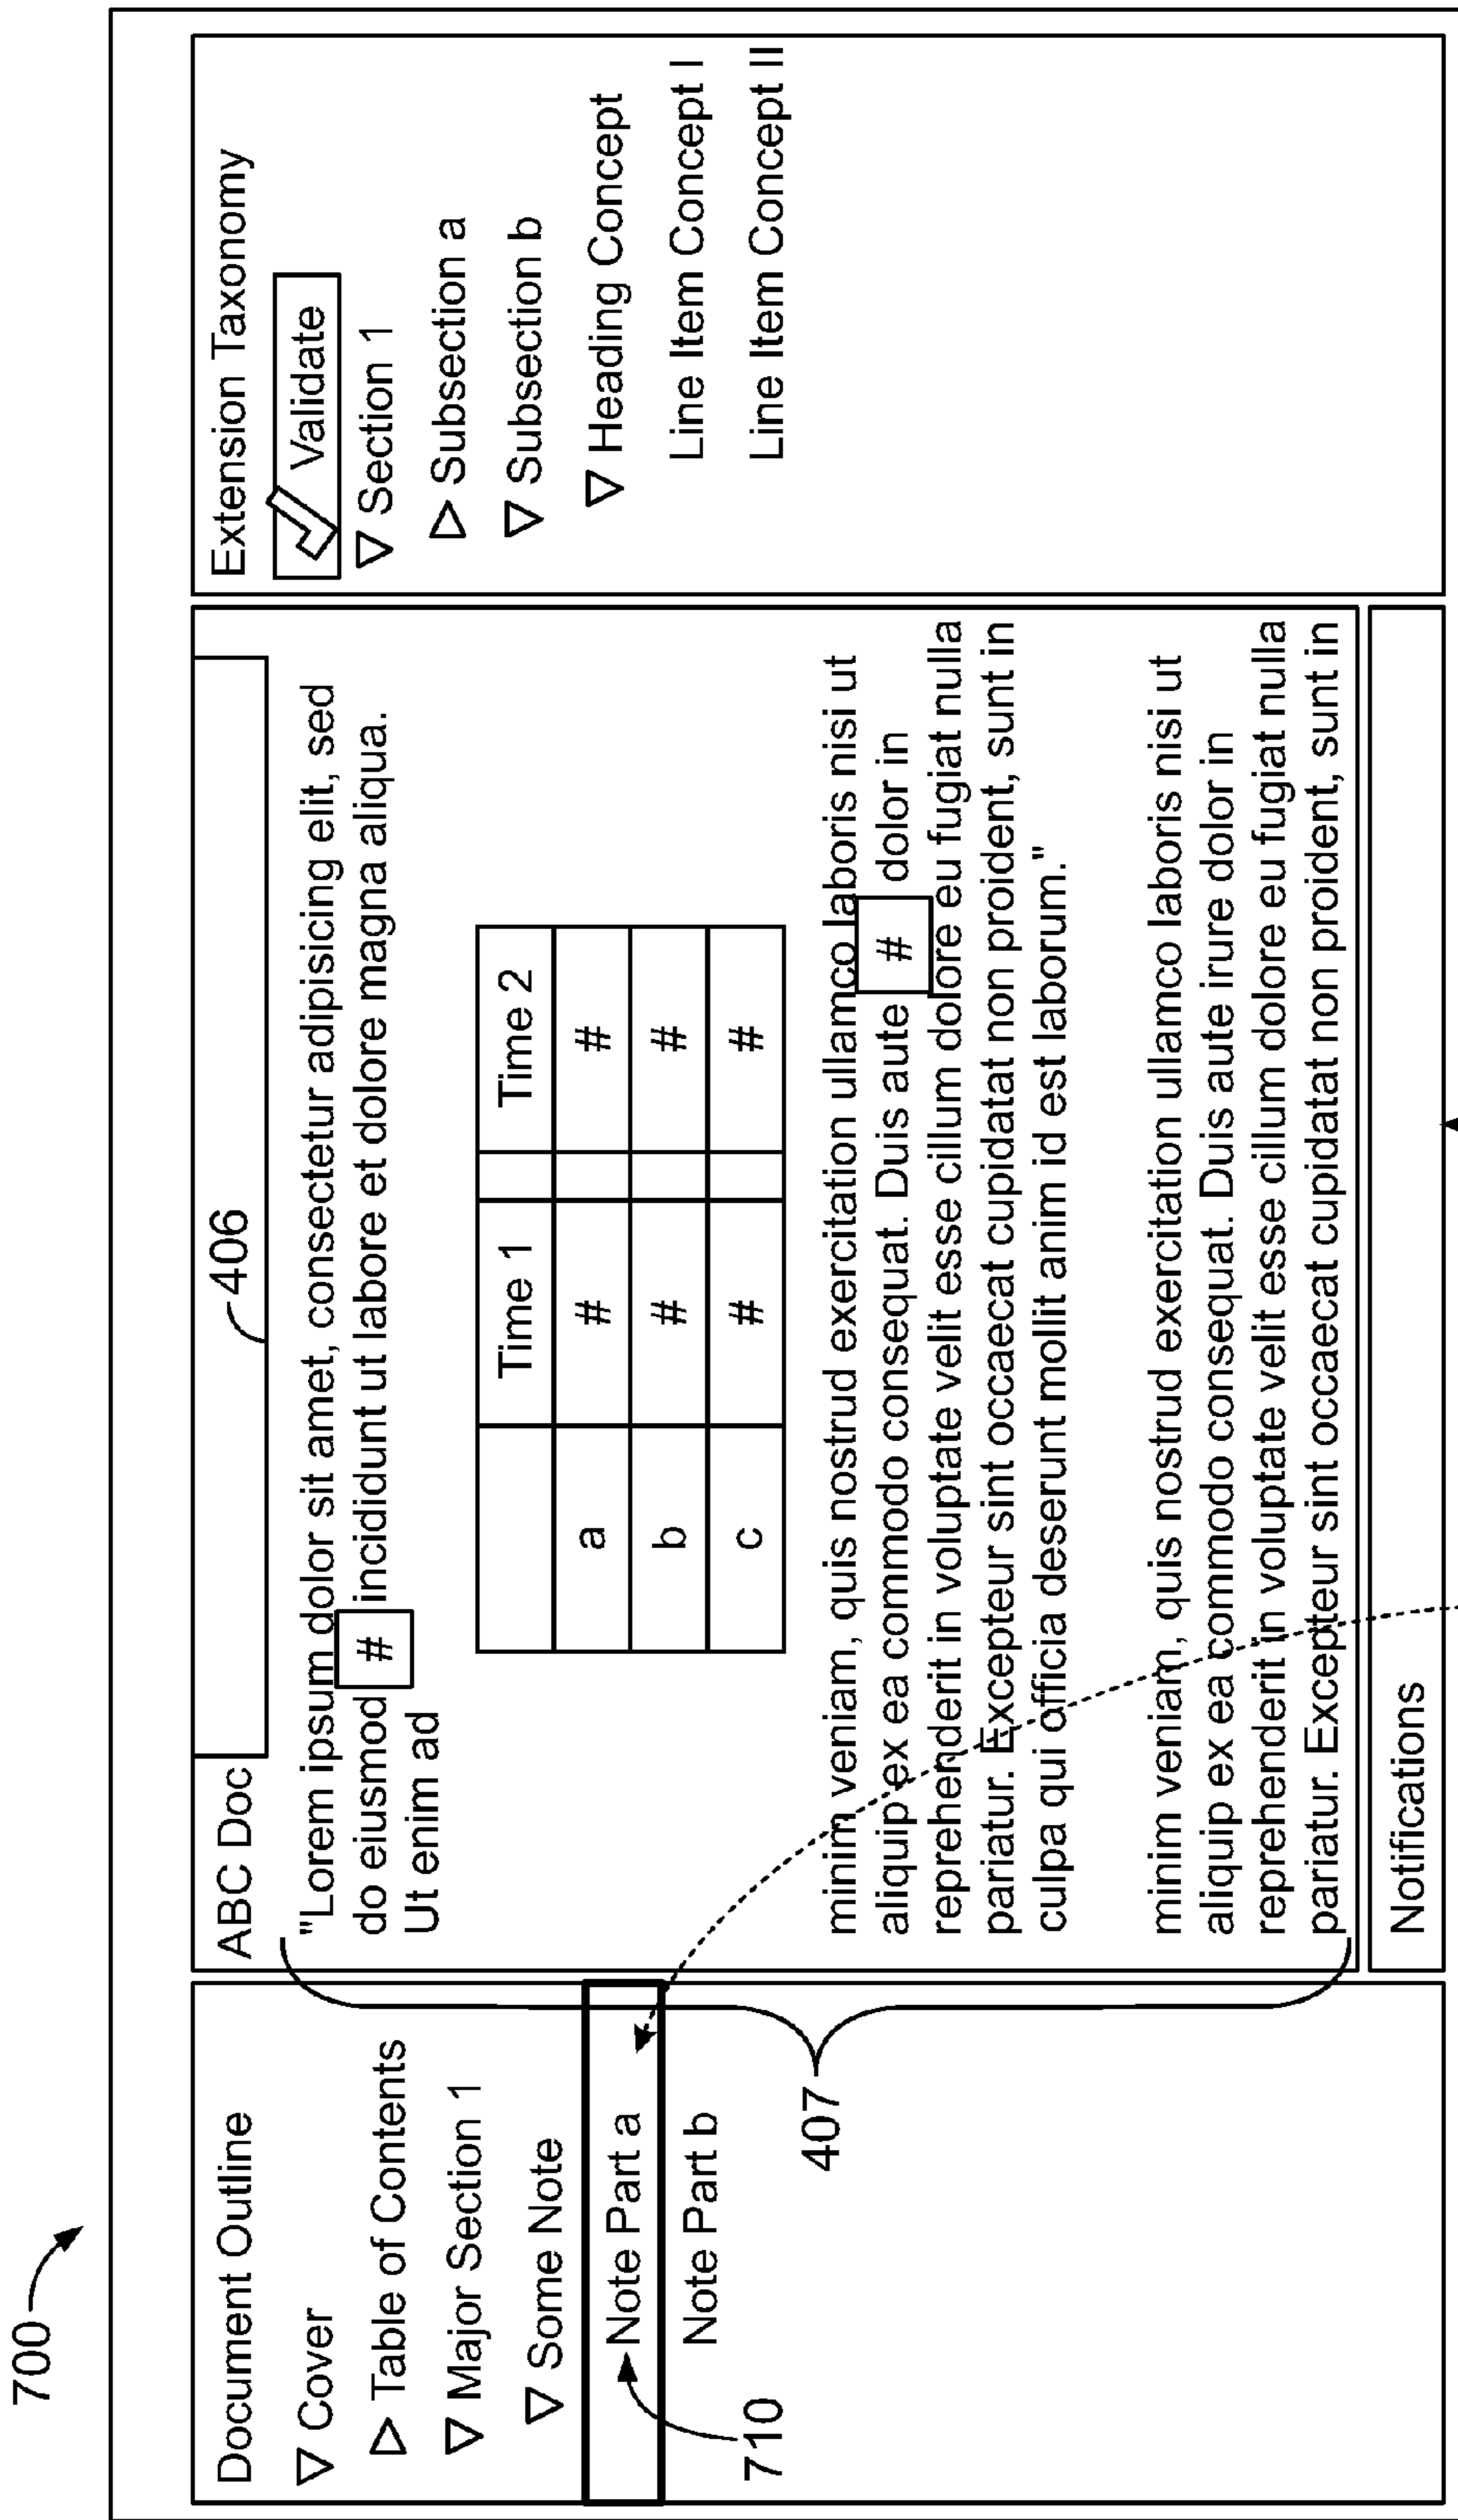 700
Document Outline
Cover
Table of Contents
Major Section 1
Some Note
Note Part a
Note Part b
710
407
ABC Doc
406
"Lorem ipsum dolor sit amet, consectetur adipisicing elit, sed
do eiusmod # incididunt ut labore et dolore magna aliqua.
Ut enim ad
Time 1 Time 2
a # #
b # #
c # #
minim veniam, quis nostrud exercitation ullamco laboris nisi ut
aliquip ex ea commodo consequat. Duis aute # dolor in
reprehenderit in voluptate velit esse cillum dolore eu fugiat nulla
pariatur. Excepteur sint occaecat cupidatat non proident, sunt in
culpa qui officia deserunt mollit anim id est laborum."
minim veniam, quis nostrud exercitation ullamco laboris nisi ut
aliquip ex ea commodo consequat. Duis aute irure dolor in
reprehenderit in voluptate velit esse cillum dolore eu fugiat nulla
pariatur. Excepteur sint occaecat cupidatat non proident, sunt in
Notifications
Extension Taxonomy
Validate
Section 1
Subsection a
Subsection b
Heading Concept
Line Item Concept I
Line Item Concept II